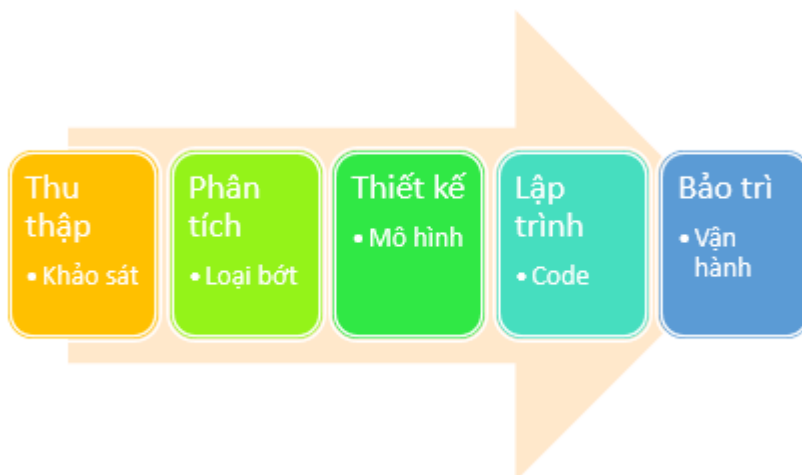 Thu
thập
• Khảo sát
Phân
tích
• Loại bớt
Thiết kế
• Mô hình
Lập
trình
• Code
Bảo trì
• Vận
hành